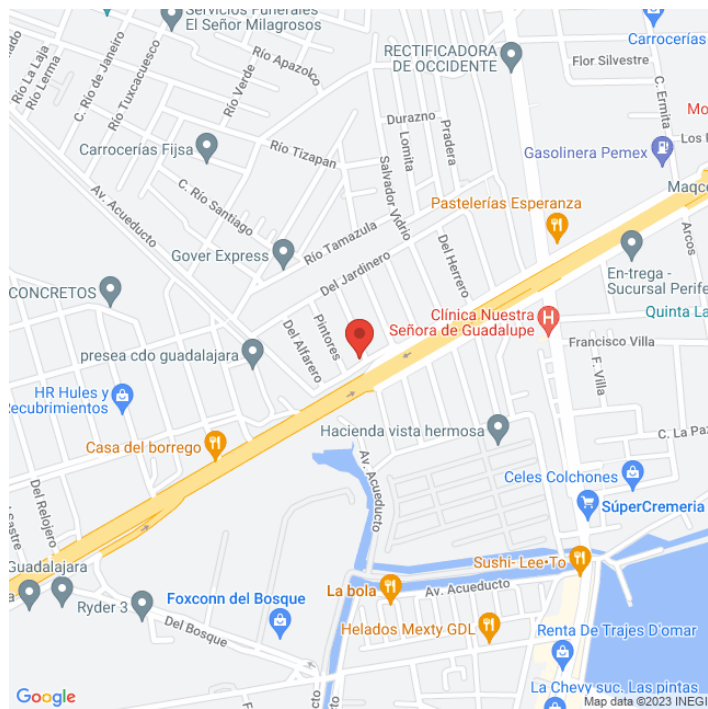 Servicios Funerales
El Señor Milagrosos
Carrocerías
RECTIFICADORA
DE OCCIDENTE
Flor Silvestre
C. Ermita
Río La Laja
Río Lerma
C. Río de Janeiro
Río Tuxcacuesco
Río Verde
Río Apazolco
Durazno
Lomita
Pradera
Mo
Los
Carrocerías Fijsa
Río Tizapan
Gasolinera Pemex
Salvador Vidrio
Av. Acueducto
C. Río Santiago
Maqce
Pastelerías Esperanza
Río Tamazula
Gover Express
Del Jardinero
Del Herrero
Arcos
En-trega -
Sucursal Perife
CONCRETOS
Quinta La
Clínica Nuestra
Señora de Guadalupe
Pintores
Del Alfarero
Francisco Villa
presea cdo guadalajara
F. Villa
HR Hules y
Recubrimientos
Hacienda vista hermosa
C. La Paz
Casa del borrego
Av. Acueducto
Celes Colchones
Del Relojero
Sastre
SúperCremeria
Guadalajara
a
Sushi- Lee•To
Ryder 3
Foxconn del Bosque
La bola
Av. Acueducto
Del Bosque
Helados Mexty GDL
Renta De Trajes D'omar
Acueducto
La Chevy suc. Las pintas
Google
Map data ©2023 INEGI